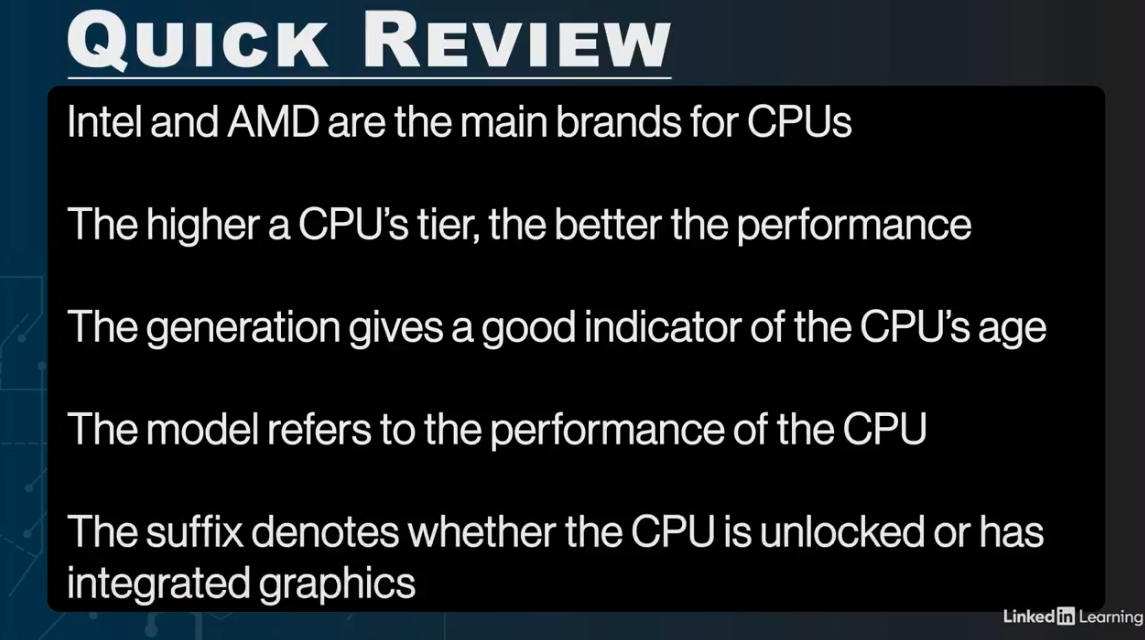 QUICK REVIEW
Intel and AMD are the main brands for CPUs
The higher a CPU’s tier, the better the performance
The generation gives a good indicator of the CPU’s age
The model refers to the performance of the CPU
The suffix denotes whether the CPU is unlocked or has
integrated graphics
Linked in Learning